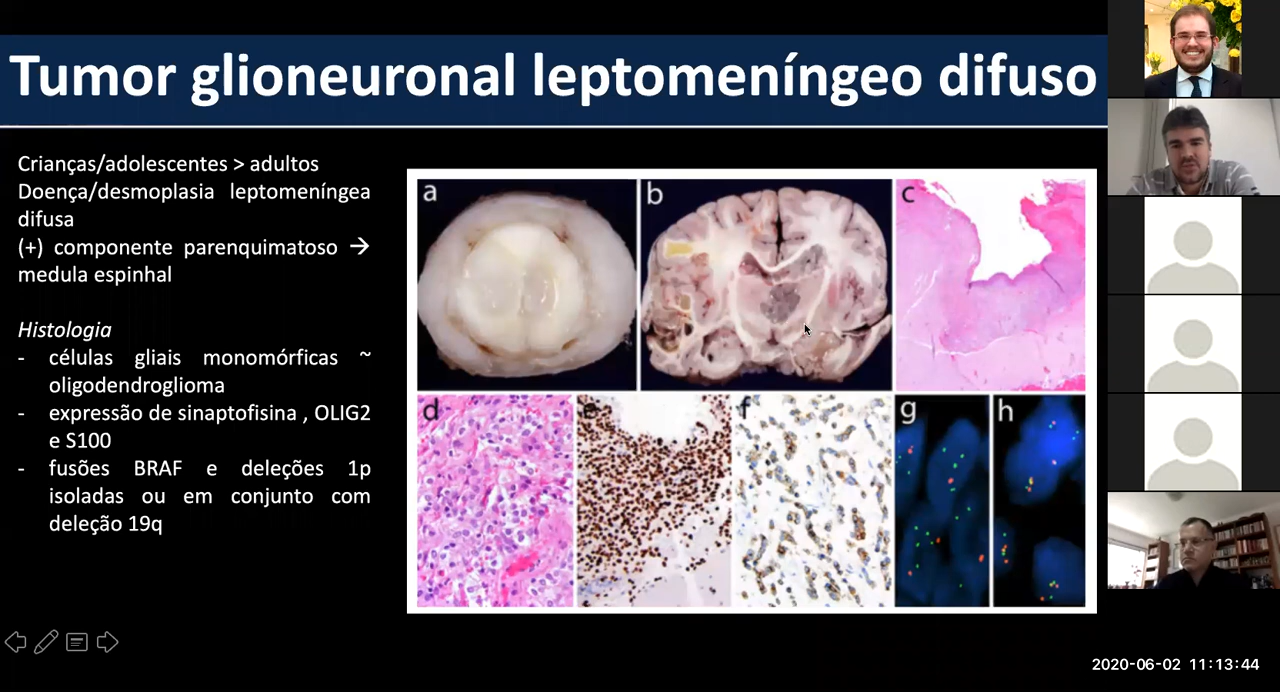 Tumor glioneuronal leptomeníngeo difuso
Crianças/adolescentes > adultos
Doença/desmoplasia leptomeníngea
difusa
(+) componente parenquimatoso →
medula espinhal
Histologia
- células gliais monomórficas ~
oligodendroglioma
- expressão de sinaptofisina , OLIG2
e S100
- fusões BRAF e deleções 1p
isoladas ou em conjunto com
deleção 19q
a
b
c
d
e
f
g
h
2020-06-02 11:13:44